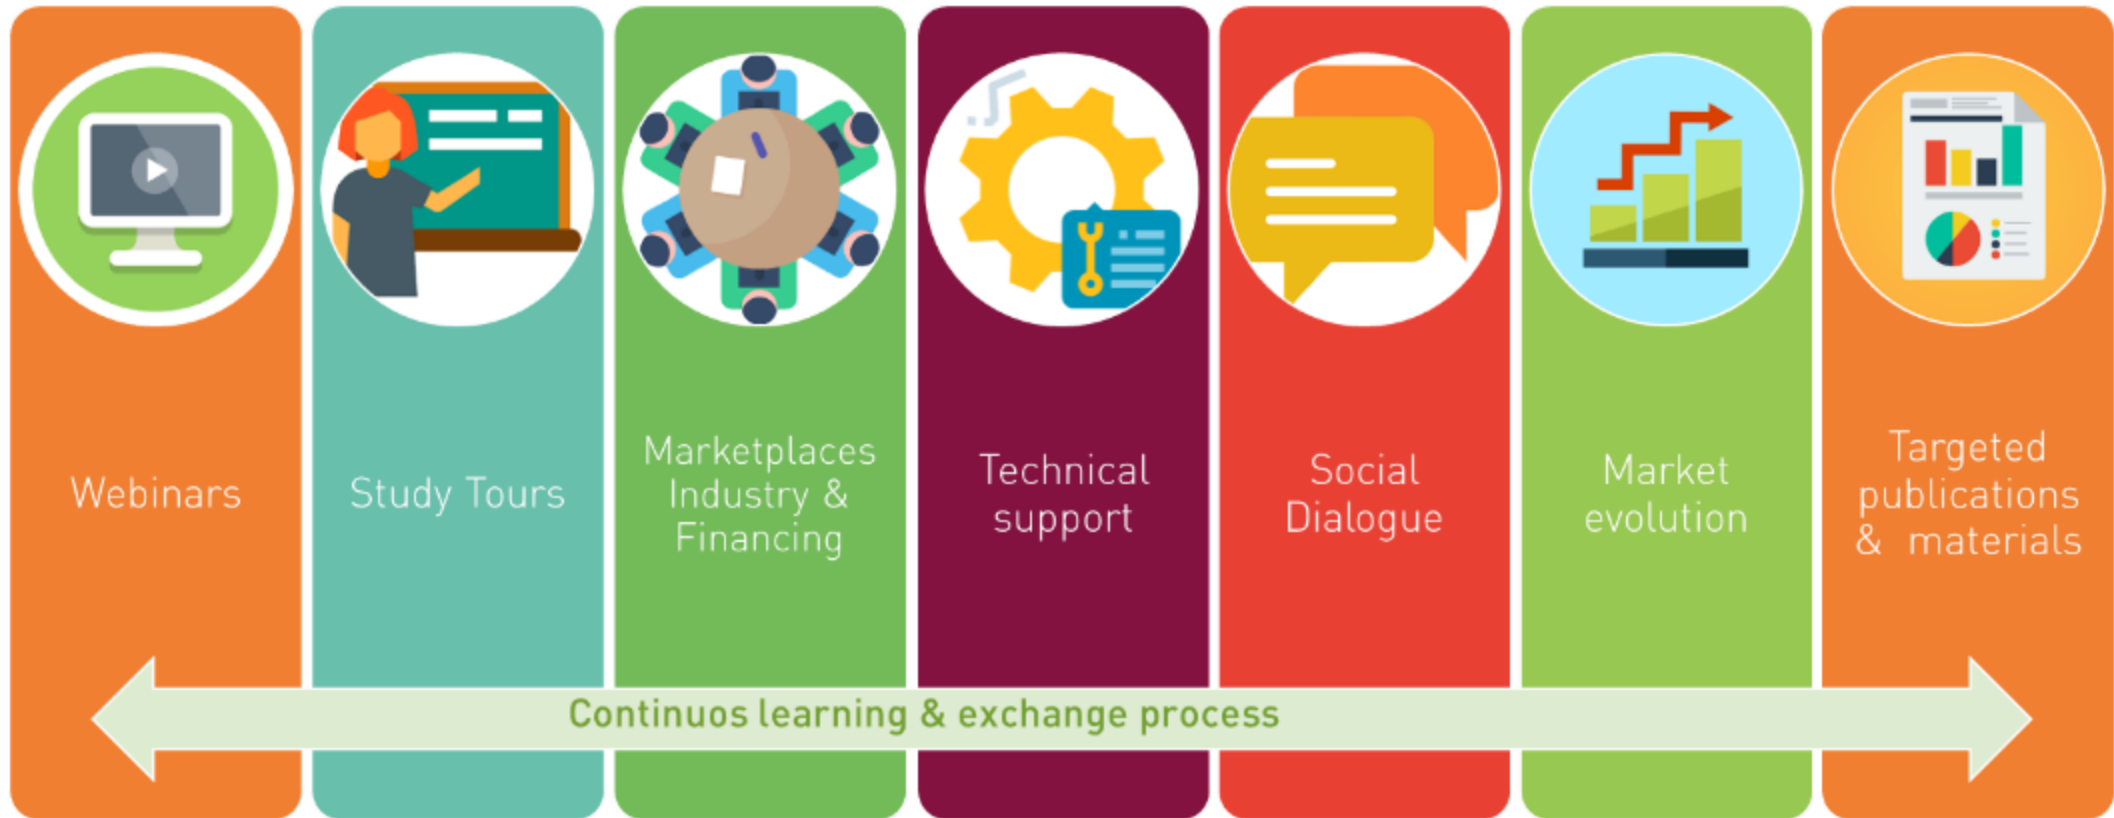 Webinars
Study Tours
Marketplaces
Industry &
Financing
Technical
support
Social
Dialogue
Market
evolution
Targeted
publications
& materials
Continuos learning & exchange process